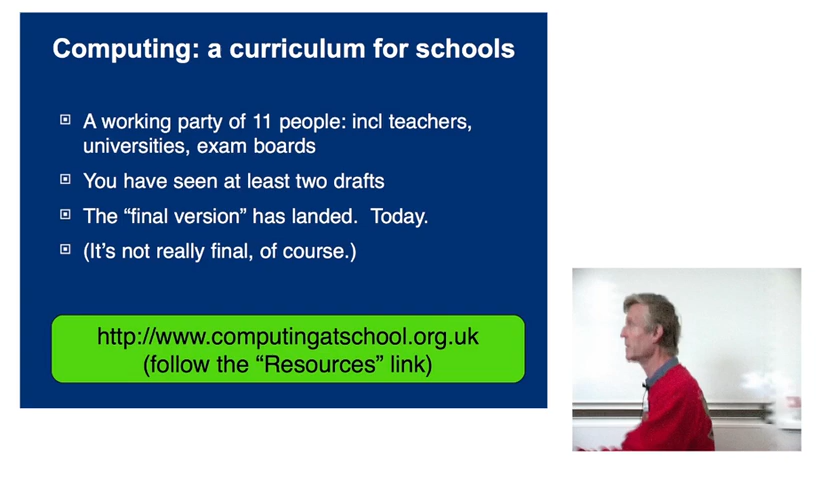 Computing: a curriculum for schools
A working party of 11 people: incl teachers,
universities, exam boards
You have seen at least two drafts
The “final version” has landed.  Today.
(It’s not really final, of course.)
http://www.computingatschool.org.uk
(follow the “Resources” link)